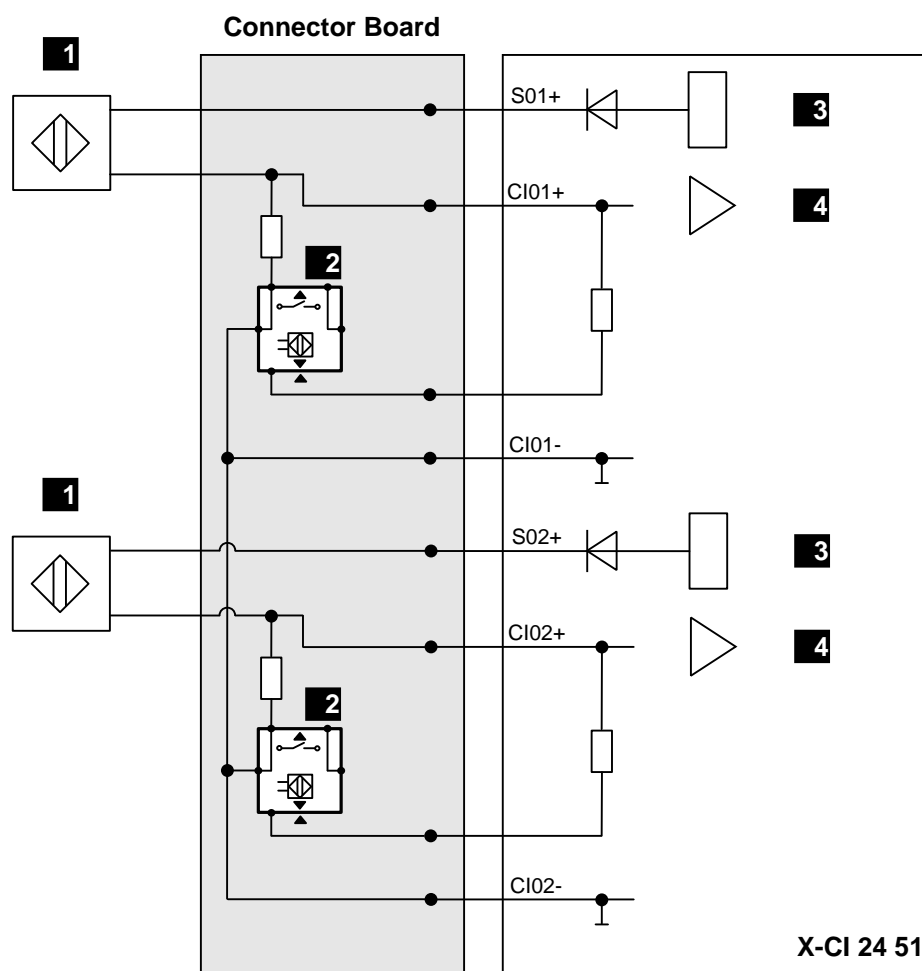 Connector Board
1
S01+
3
CI01+
4
2
CI01-
1
S02+
3
CI02+
4
2
CI02-
X-CI 24 51